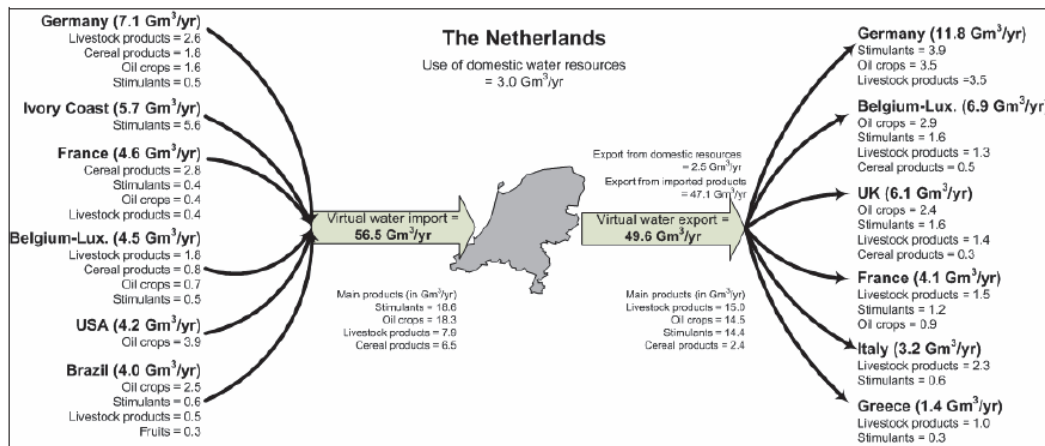 Germany (7.1 Gm³/yr)
Livestock products = 2.6
Cereal products = 1.8
Oil crops = 1.6
Stimulants = 0.5
Ivory Coast (5.7 Gm³/yr)
Stimulants = 5.6
France (4.6 Gm³/yr)
Cereal products = 2.8
Stimulants = 0.4
Oil crops = 0.4
Livestock products = 0.4
Belgium-Lux. (4.5 Gm³/yr)
Livestock products = 1.8
Cereal products = 0.8
Oil crops = 0.7
Stimulants = 0.5
USA (4.2 Gm³/yr)
Oil crops = 3.9
Brazil (4.0 Gm³/yr)
Oil crops = 2.5
Stimulants = 0.6
Livestock products = 0.5
Fruits = 0.3
The Netherlands
Use of domestic water resources
= 3.0 Gm³/yr
Virtual water import =
56.5 Gm³/yr
Main products (in Gm³/yr)
Stimulants = 18.6
Oil crops = 18.3
Livestock products = 7.9
Cereal products = 6.5
Export from domestic resources
= 2.5 Gm³/yr
Export from imported products
= 47.1 Gm³/yr
Virtual water export =
49.6 Gm³/yr
Main products (in Gm³/yr)
Livestock products = 15.0
Oil crops = 14.5
Stimulants = 14.4
Cereal products = 2.4
Germany (11.8 Gm³/yr)
Stimulants = 3.9
Oil crops = 3.5
Livestock products =3.5
Belgium-Lux. (6.9 Gm³/yr)
Oil crops = 2.9
Stimulants = 1.6
Livestock products = 1.3
Cereal products = 0.5
UK (6.1 Gm³/yr)
Oil crops = 2.4
Stimulants = 1.6
Livestock products = 1.4
Cereal products = 0.3
France (4.1 Gm³/yr)
Livestock products = 1.5
Stimulants = 1.2
Oil crops = 0.9
Italy (3.2 Gm³/yr)
Livestock products = 2.3
Stimulants = 0.6
Greece (1.4 Gm³/yr)
Livestock products = 1.0
Stimulants = 0.3